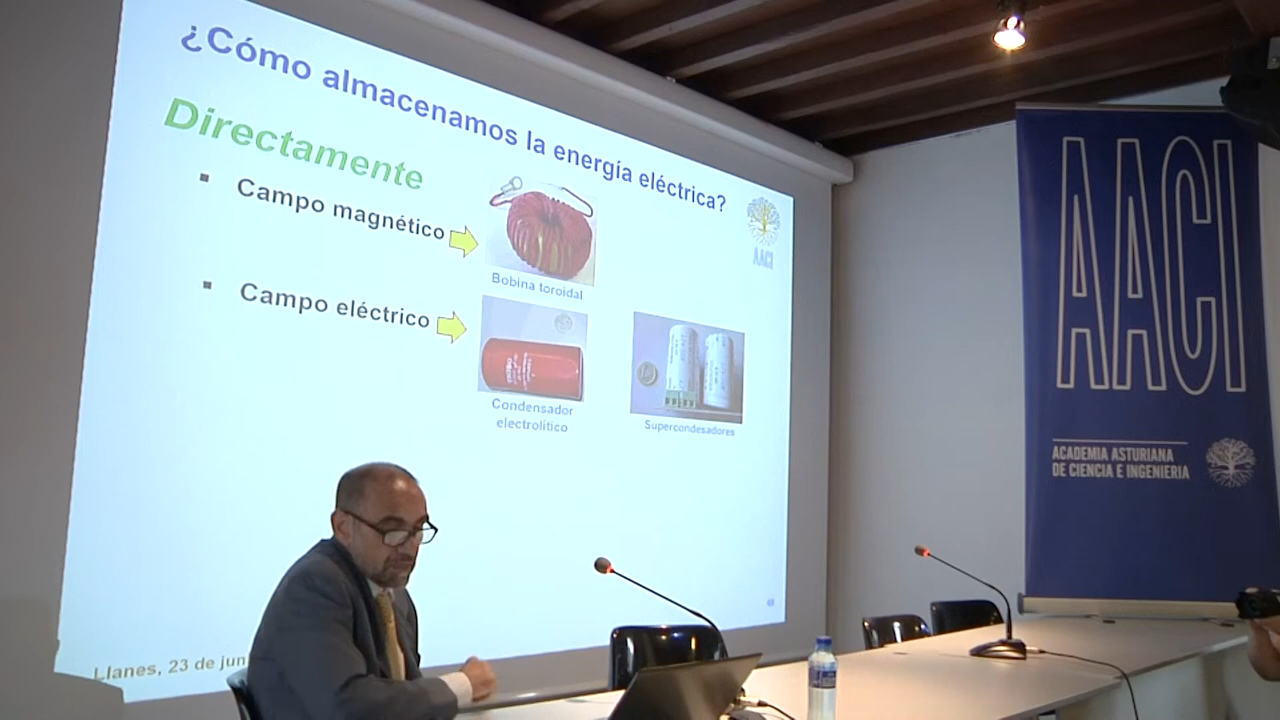 ¿Cómo almacenamos la energía eléctrica?
Directamente
▪ Campo magnético
Bobina toroidal
▪ Campo eléctrico
Condensador
electrolítico
Supercondesadores
AACI
Llanes, 23 de jun
AACI
ACADEMIA ASTURIANA
DE CIENCIA E INGENIERIA